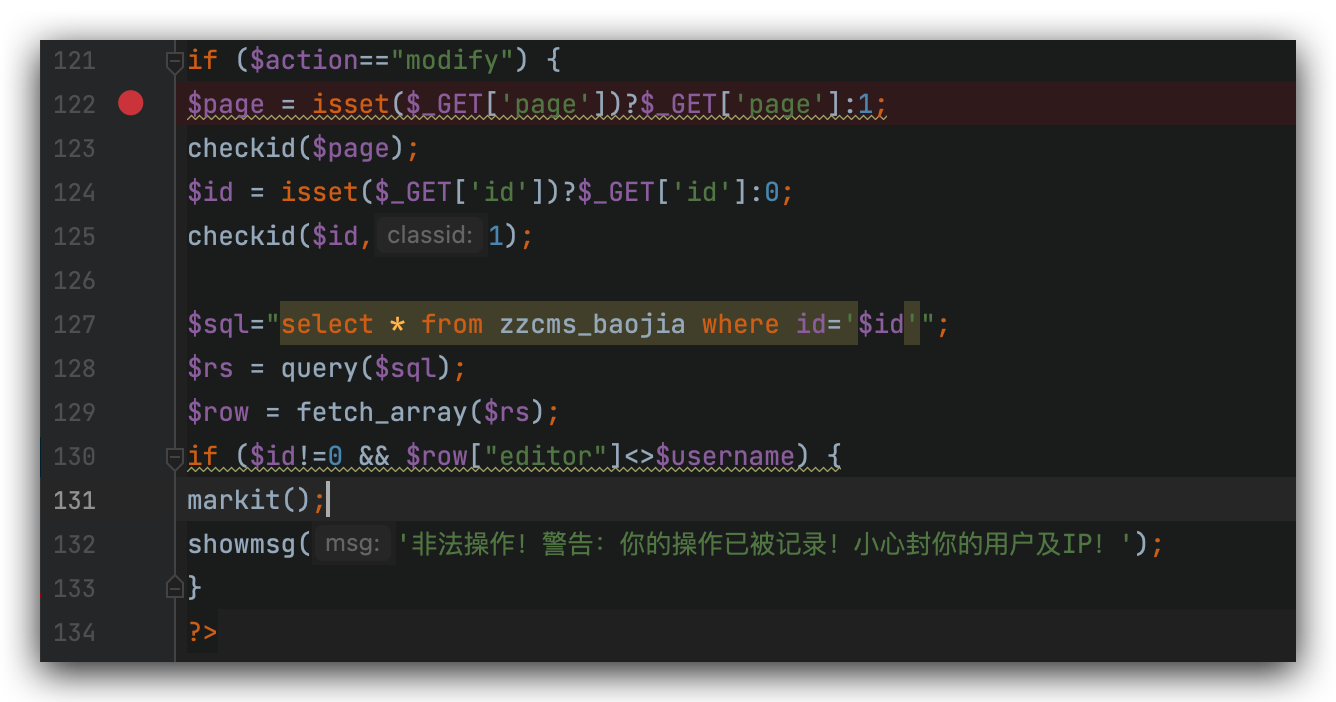 121 if ($action=="modify") {
122 $page = isset($_GET['page'])?$_GET['page']:1;
123 checkid($page);
124 $id = isset($_GET['id'])?$_GET['id']:0;
125 checkid($id, classid: 1);
126
127 $sql="select * from zzcms_baojia where id='$id'";
128 $rs = query($sql);
129 $row = fetch_array($rs);
130 if ($id!=0 && $row["editor"]<>$username) {
131 markit();
132 showmsg( msg: '非法操作！警告：你的操作已被记录！小心封你的用户及IP！');
133 }
134 ?>